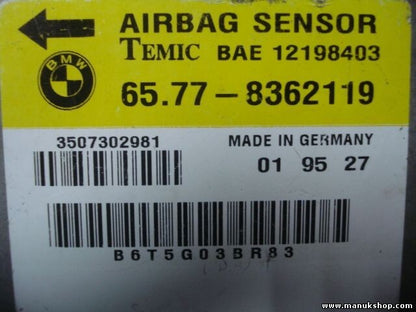 AIRBAG SENSOR
BMW
TEMIC BAE 12198403
65.77-8362119
3507302981
MADE IN GERMANY
01 95 27
B6T5G03BR83
www.manukshop.com